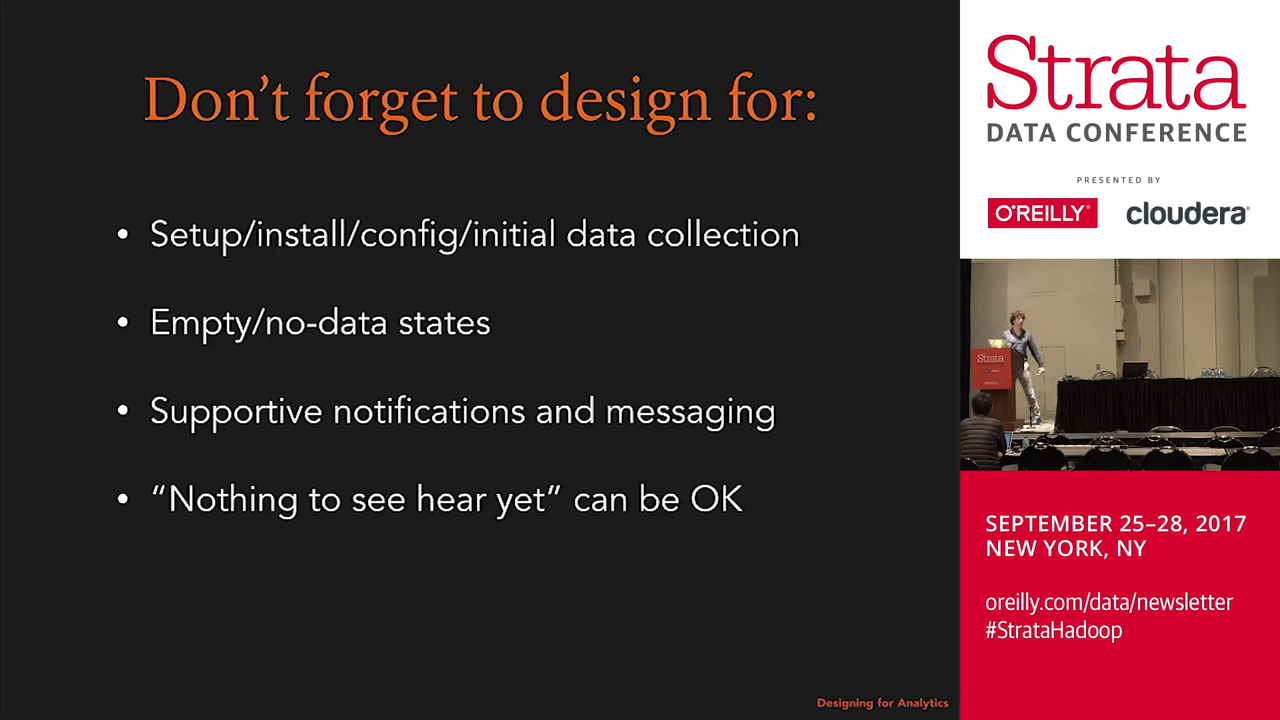 Don't forget to design for:
• Setup/install/config/initial data collection
• Empty/no-data states
• Supportive notifications and messaging
• “Nothing to see hear yet” can be OK
Designing for Analytics
Strata
DATA CONFERENCE
PRESENTED BY
O'REILLY®
cloudera®
Strata
SEPTEMBER 25–28, 2017
NEW YORK, NY
oreilly.com/data/newsletter
#StrataHadoop